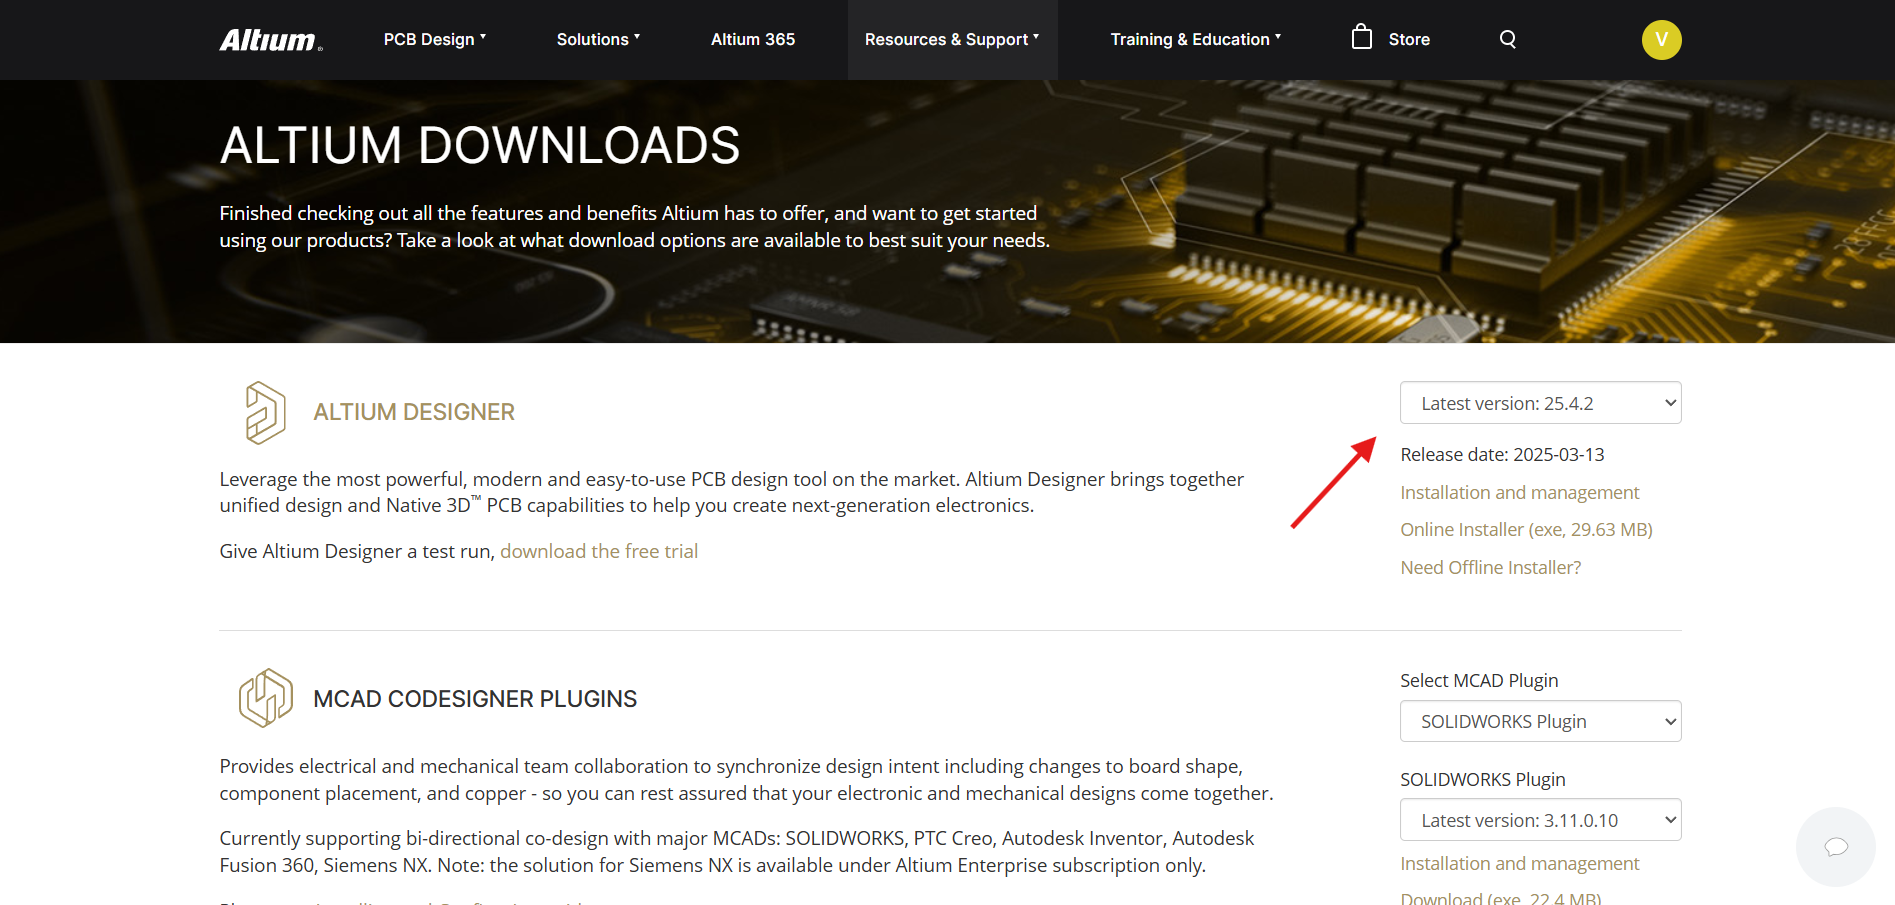 Altium®
PCB Design
Solutions
Altium 365
Resources & Support
Training & Education
Store
V
ALTIUM DOWNLOADS
Finished checking out all the features and benefits Altium has to offer, and want to get started
using our products? Take a look at what download options are available to best suit your needs.
ALTIUM DESIGNER
Leverage the most powerful, modern and easy-to-use PCB design tool on the market. Altium Designer brings together
unified design and Native 3D™ PCB capabilities to help you create next-generation electronics.
Give Altium Designer a test run, download the free trial
Latest version: 25.4.2
Release date: 2025-03-13
Installation and management
Online Installer (exe, 29.63 MB)
Need Offline Installer?
MCAD CODESIGNER PLUGINS
Provides electrical and mechanical team collaboration to synchronize design intent including changes to board shape,
component placement, and copper - so you can rest assured that your electronic and mechanical designs come together.
Currently supporting bi-directional co-design with major MCADs: SOLIDWORKS, PTC Creo, Autodesk Inventor, Autodesk
Fusion 360, Siemens NX. Note: the solution for Siemens NX is available under Altium Enterprise subscription only.
Select MCAD Plugin
SOLIDWORKS Plugin
SOLIDWORKS Plugin
Latest version: 3.11.0.10
Installation and management
Download (exe, 22.4 MB)